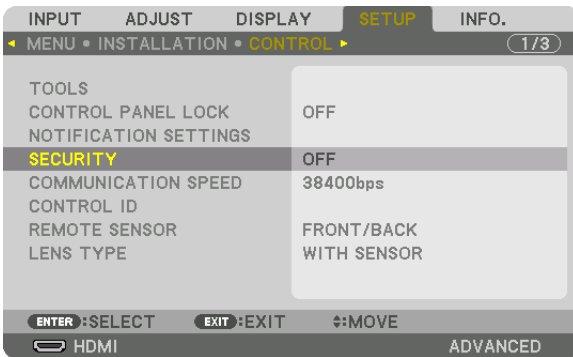 INPUT ADJUST DISPLAY SETUP INFO.
MENU • INSTALLATION • CONTROL 1/3
TOOLS
CONTROL PANEL LOCK OFF
NOTIFICATION SETTINGS
SECURITY OFF
COMMUNICATION SPEED 38400bps
CONTROL ID
REMOTE SENSOR FRONT/BACK
LENS TYPE WITH SENSOR
ENTER :SELECT EXIT :EXIT :MOVE
HDMI ADVANCED